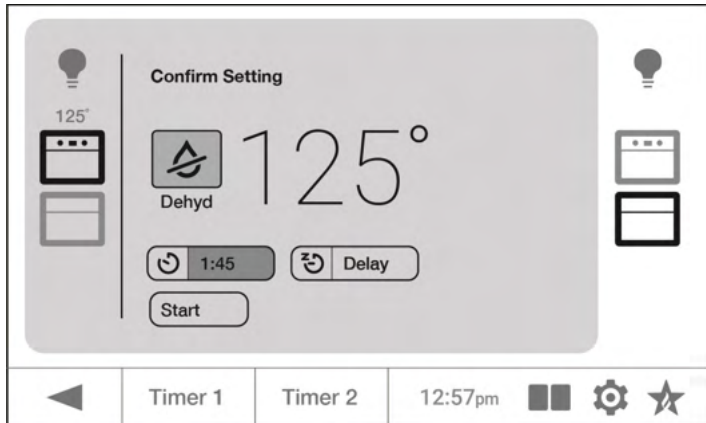 Confirm Setting
125°
125°
Dehyd
1:45
z
Delay
Start
Timer 1
Timer 2
12:57pm